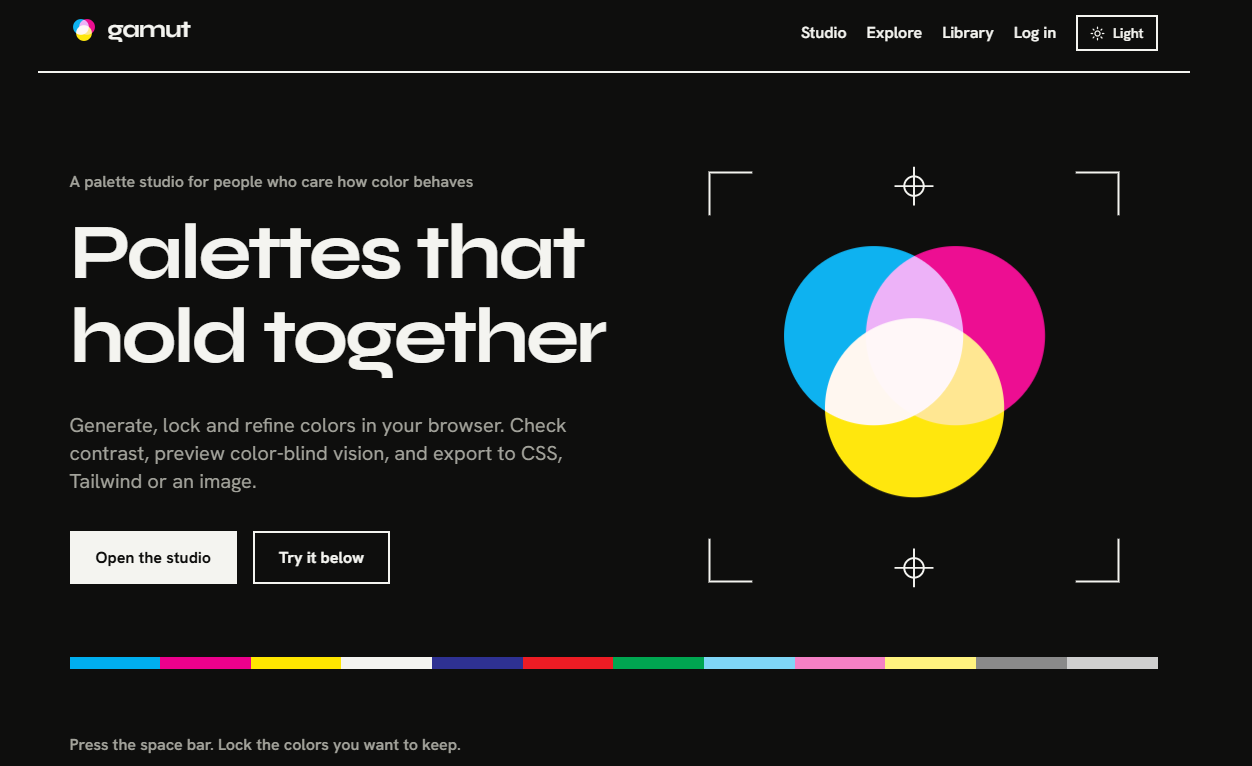 gamut
Studio Explore Library Log in Light
A palette studio for people who care how color behaves
Palettes that
hold together
Generate, lock and refine colors in your browser. Check
contrast, preview color-blind vision, and export to CSS,
Tailwind or an image.
Open the studio
Try it below
Press the space bar. Lock the colors you want to keep.